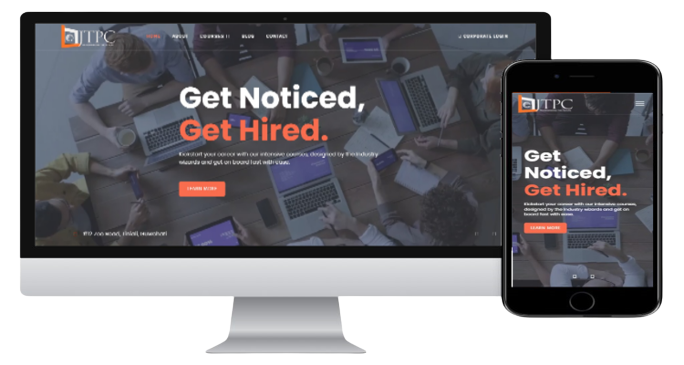 JTPC
HOME ABOUT COURSES BLOG CONTACT
CORPORATE LOGIN
Get Noticed,
Get Hired.
Kickstart your career with our intensive courses, designed by the industry
wizards and get on board fast with ease.
LEARN MORE
JTPC
Get
Noticed,
Get Hired.
Kickstart your career with our intensive courses,
designed by the industry wizards and get on
board fast with ease.
LEARN MORE